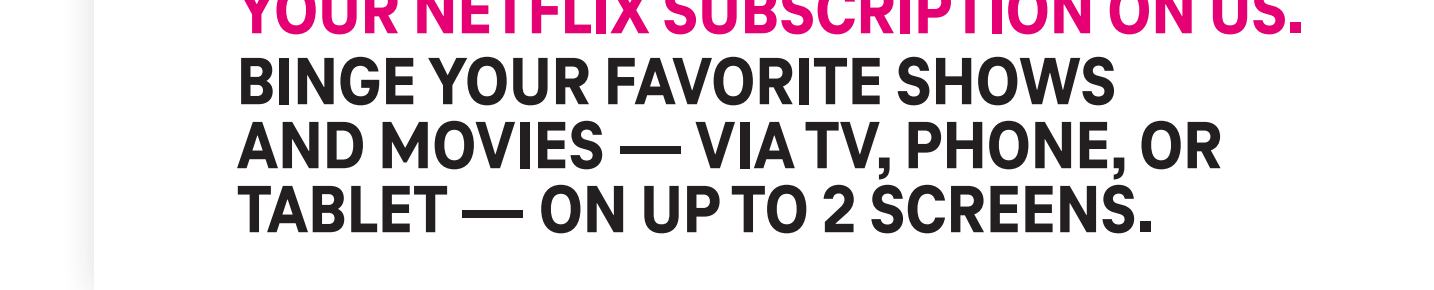 YOUR NETFLIX SUBSCRIPTION ON US.
BINGE YOUR FAVORITE SHOWS
AND MOVIES — VIA TV, PHONE, OR
TABLET — ON UP TO 2 SCREENS.